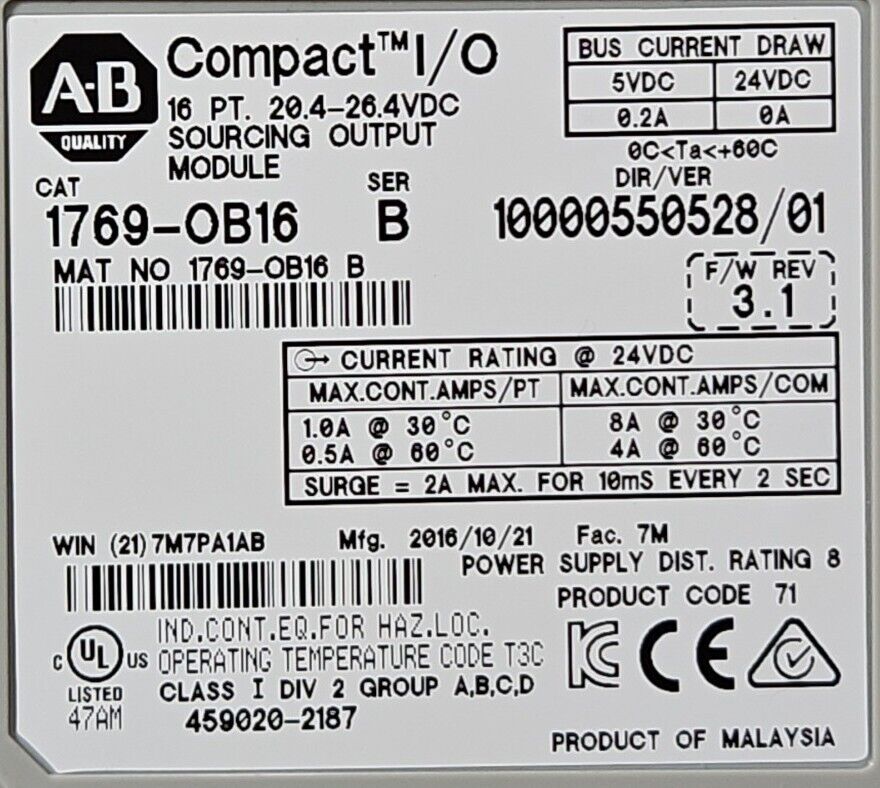 A-B
QUALITY
Compact™ I/O
16 PT. 20.4-26.4VDC
SOURCING OUTPUT
MODULE
BUS CURRENT DRAW
5VDC 24VDC
0.2A 0A
0C<Ta<+60C
CAT SER DIR/VER
1769-OB16 B 10000550528/01
MAT NO 1769-OB16 B
F/W REV
3.1
CURRENT RATING @ 24VDC
MAX.CONT.AMPS/PT MAX.CONT.AMPS/COM
1.0A @ 30°C 8A @ 30°C
0.5A @ 60°C 4A @ 60°C
SURGE = 2A MAX. FOR 10mS EVERY 2 SEC
WIN (21) 7M7PA1AB Mfg. 2016/10/21 Fac. 7M
POWER SUPPLY DIST. RATING 8
PRODUCT CODE 71
IND.CONT.EQ.FOR HAZ.LOC.
OPERATING TEMPERATURE CODE T3C
CLASS I DIV 2 GROUP A,B,C,D
C UL US
LISTED
47AM
459020-2187
KC CE
PRODUCT OF MALAYSIA